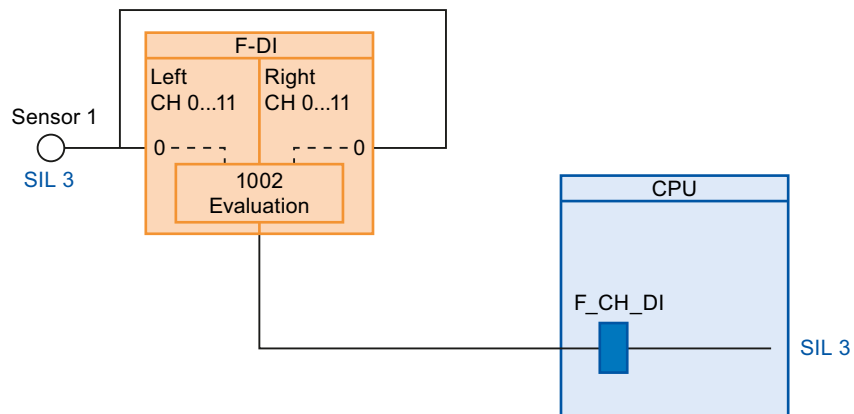 F-DI
Left
CH 0...11
Right
CH 0...11
Sensor 1
SIL 3
0
0
1002
Evaluation
CPU
F_CH_DI
SIL 3